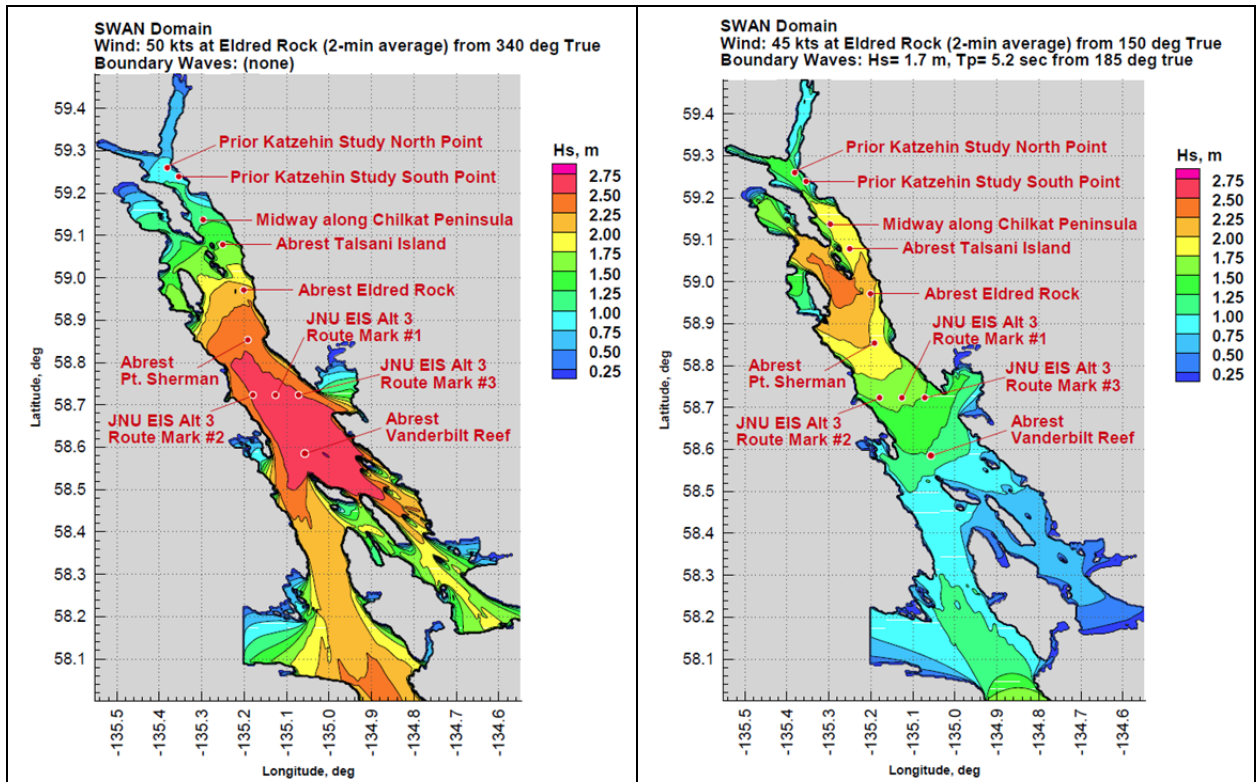 SWAN Domain
Wind: 50 kts at Eldred Rock (2-min average) from 340 deg True
Boundary Waves: (none)
59.4
59.3
59.2
59.1
59.0
58.9
58.8
58.7
58.6
58.5
58.4
58.3
58.2
58.1
Latitude, deg
Prior Katzehin Study North Point
Prior Katzehin Study South Point
Midway along Chilkat Peninsula
Abrest Talsani Island
Abrest Eldred Rock
JNU EIS Alt 3
Route Mark #1
Abrest
Pt. Sherman
JNU EIS Alt 3
Route Mark #3
JNU EIS Alt 3
Route Mark #2
Abrest
Vanderbilt Reef
Hs, m
2.75
2.50
2.25
2.00
1.75
1.50
1.25
1.00
0.75
0.50
0.25
-135.5
-135.4
-135.3
-135.2
-135.1
-135.0
-134.9
-134.8
-134.7
-134.6
Longitude, deg
SWAN Domain
Wind: 45 kts at Eldred Rock (2-min average) from 150 deg True
Boundary Waves: Hs= 1.7 m, Tp= 5.2 sec from 185 deg true
59.4
59.3
59.2
59.1
59.0
58.9
58.8
58.7
58.6
58.5
58.4
58.3
58.2
58.1
Latitude, deg
Prior Katzehin Study North Point
Prior Katzehin Study South Point
Midway along Chilkat Peninsula
Abrest Talsani Island
Abrest Eldred Rock
JNU EIS Alt 3
Route Mark #1
Abrest
Pt. Sherman
JNU EIS Alt 3
Route Mark #3
JNU EIS Alt 3
Route Mark #2
Abrest
Vanderbilt Reef
Hs, m
2.75
2.50
2.25
2.00
1.75
1.50
1.25
1.00
0.75
0.50
0.25
-135.5
-135.4
-135.3
-135.2
-135.1
-135.0
-134.9
-134.8
-134.7
-134.6
Longitude, deg